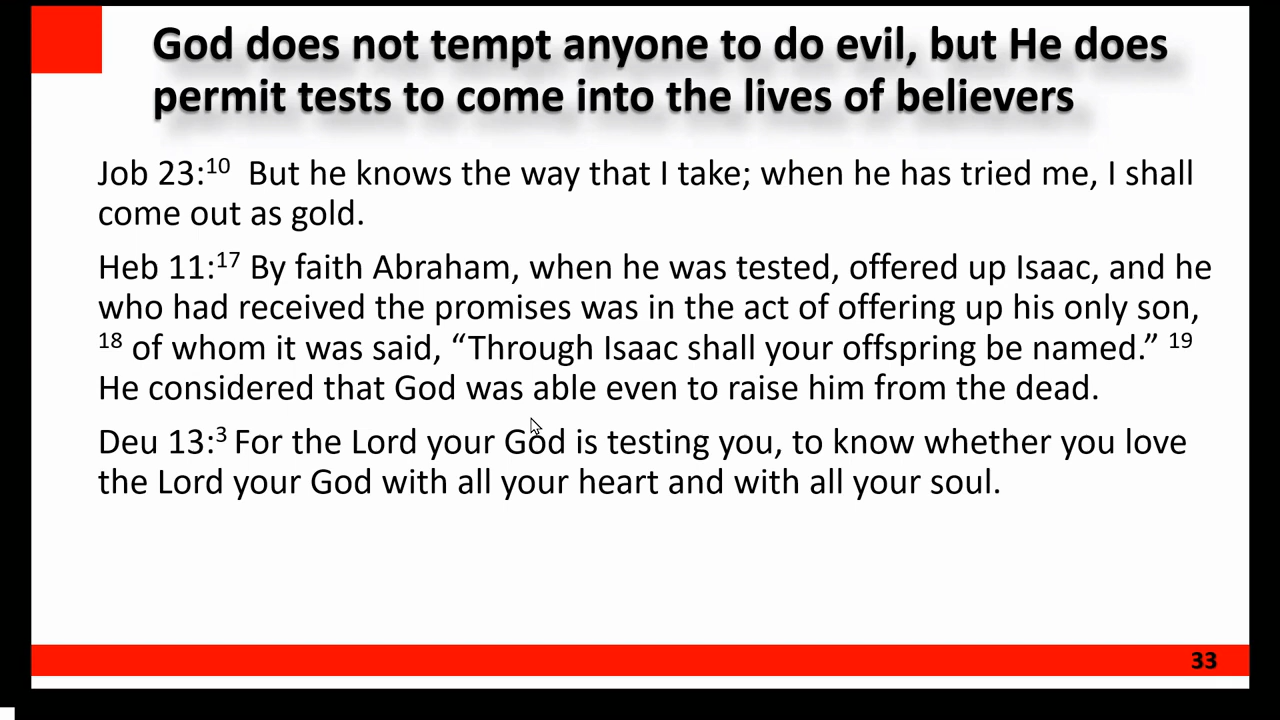 God does not tempt anyone to do evil, but He does
permit tests to come into the lives of believers
Job 23:10 But he knows the way that I take; when he has tried me, I shall
come out as gold.
Heb 11:17 By faith Abraham, when he was tested, offered up Isaac, and he
who had received the promises was in the act of offering up his only son,
18 of whom it was said, “Through Isaac shall your offspring be named.” 19
He considered that God was able even to raise him from the dead.
Deu 13:3 For the Lord your God is testing you, to know whether you love
the Lord your God with all your heart and with all your soul.
33